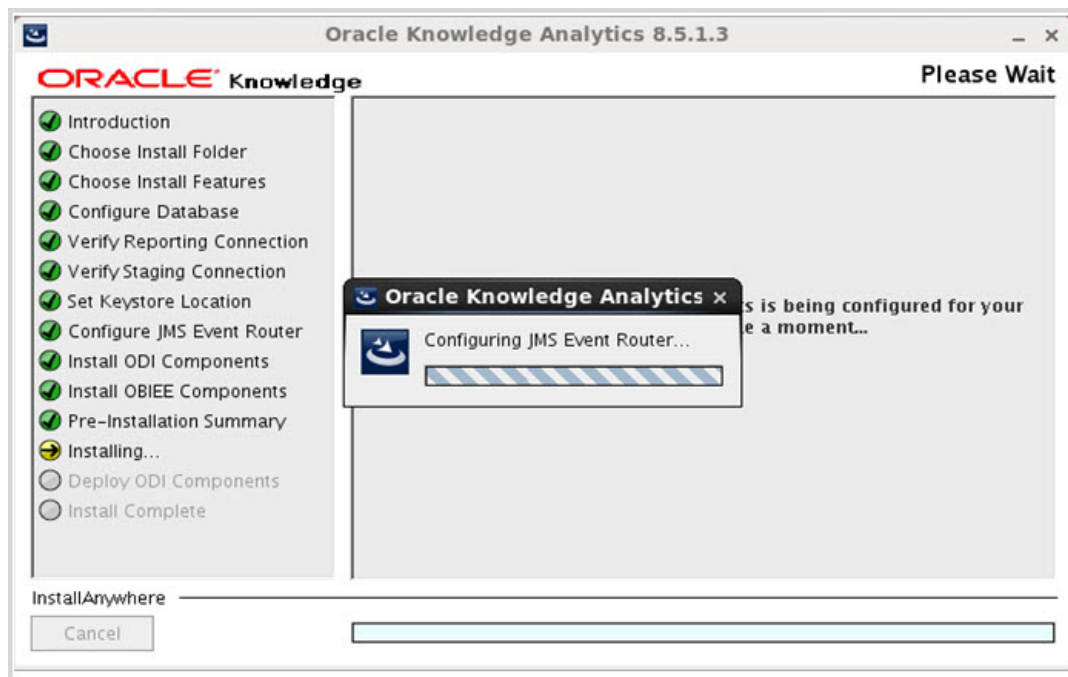 Oracle Knowledge Analytics 8.5.1.3
ORACLE Knowledge
Please Wait
Introduction
Choose Install Folder
Choose Install Features
Configure Database
Verify Reporting Connection
Verify Staging Connection
Set Keystore Location
Configure JMS Event Router
Install ODI Components
Install OBIEE Components
Pre-Installation Summary
Installing...
Deploy ODI Components
Install Complete
is being configured for your
a moment...
Oracle Knowledge Analytics
Configuring JMS Event Router...
InstallAnywhere
Cancel